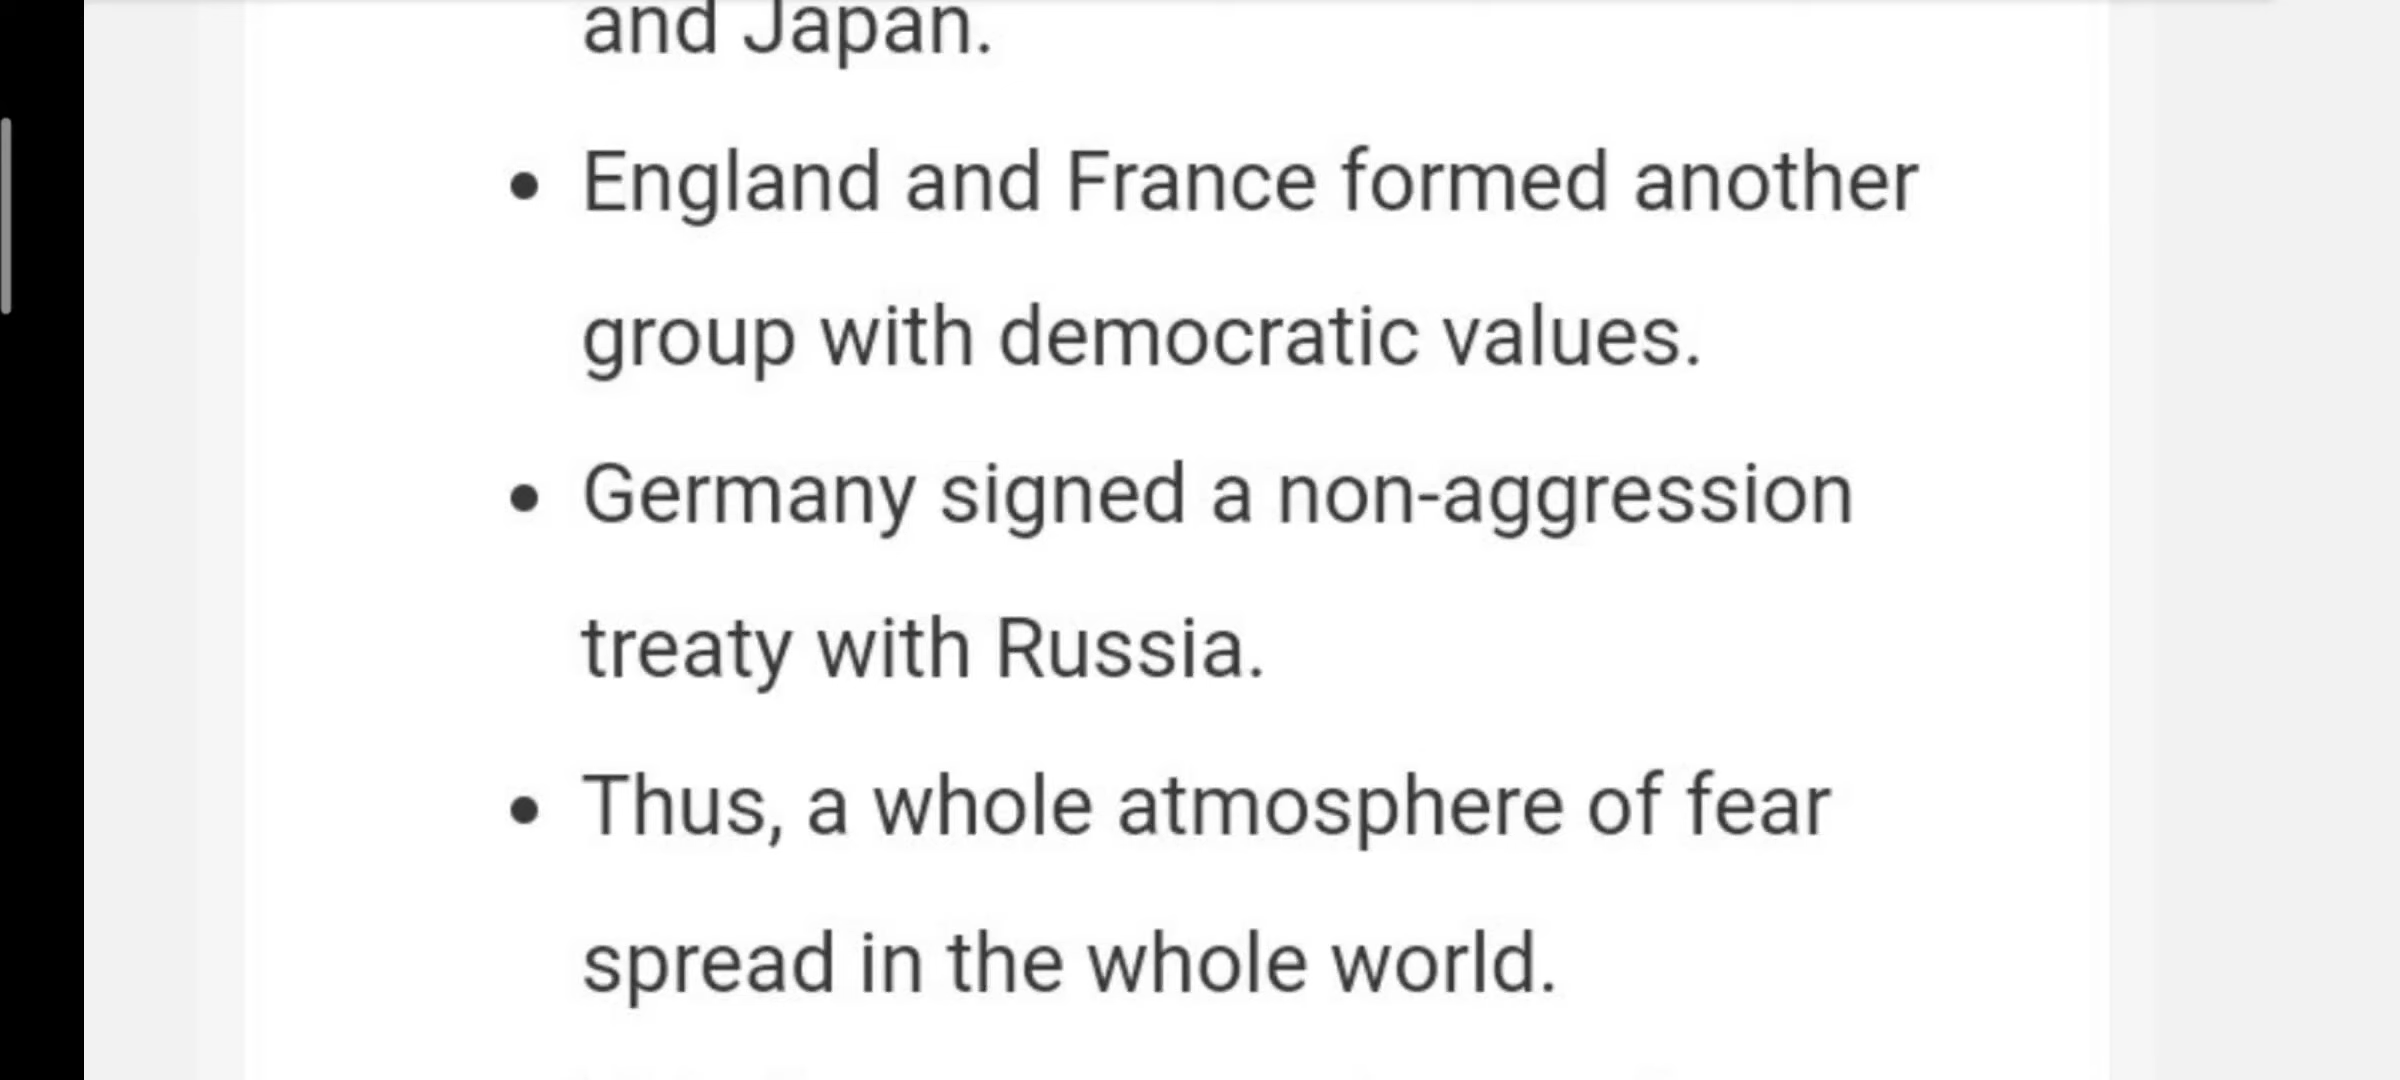 and Japan.
• England and France formed another
group with democratic values.
• Germany signed a non-aggression
treaty with Russia.
• Thus, a whole atmosphere of fear
spread in the whole world.